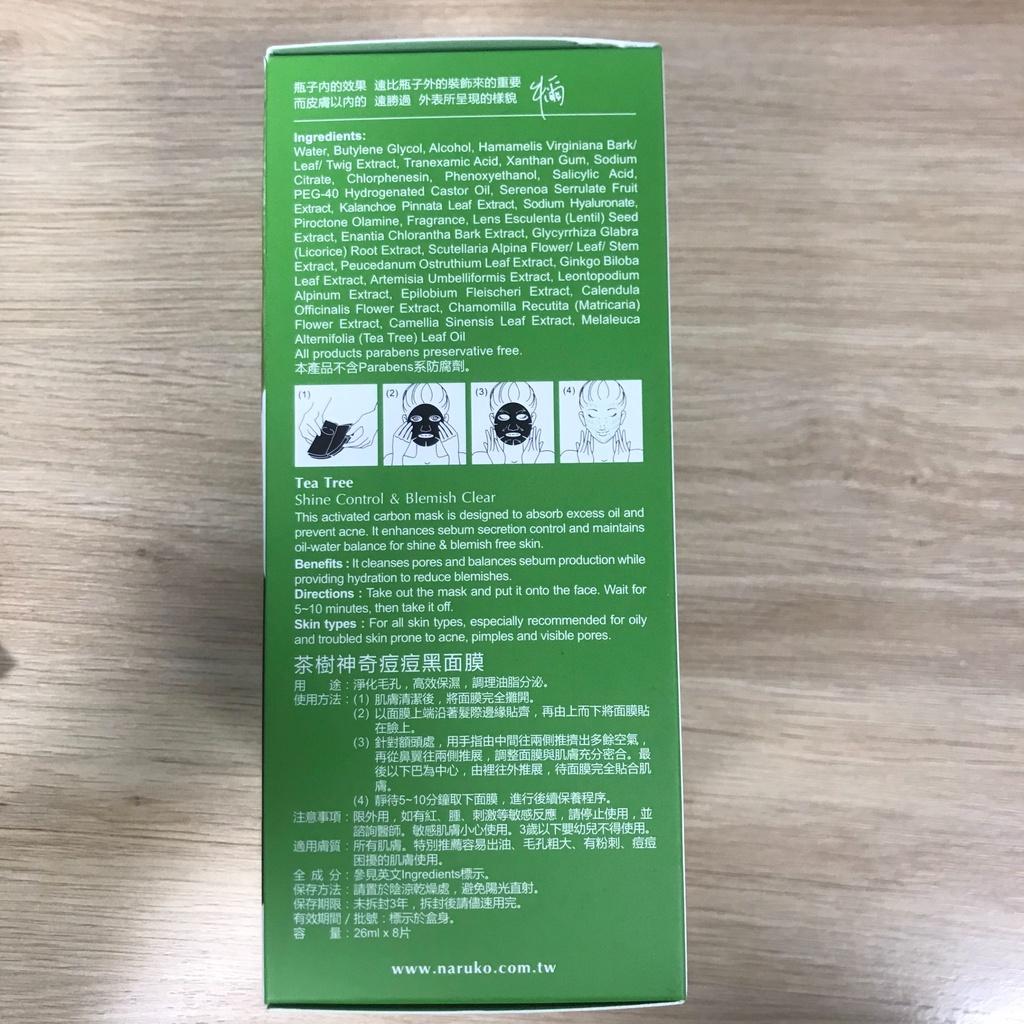 瓶子內的效果 遠比瓶子外的裝飾來的重要
而皮膚以內的 遠勝過 外表所呈現的樣貌
Ingredients:
Water, Butylene Glycol, Alcohol, Hamamelis Virginiana Bark/
Leaf/ Twig Extract, Tranexamic Acid, Xanthan Gum, Sodium
Citrate, Chlorphenesin, Phenoxyethanol, Salicylic Acid,
PEG-40 Hydrogenated Castor Oil, Serenoa Serrulate Fruit
Extract, Kalanchoe Pinnata Leaf Extract, Sodium Hyaluronate,
Piroctone Olamine, Fragrance, Lens Esculenta (Lentil) Seed
Extract, Enantia Chlorantha Bark Extract, Glycyrrhiza Glabra
(Licorice) Root Extract, Scutellaria Alpina Flower/ Leaf/ Stem
Extract, Peucedanum Ostruthium Leaf Extract, Ginkgo Biloba
Leaf Extract, Artemisia Umbelliformis Extract, Leontopodium
Alpinum Extract, Epilobium Fleischeri Extract, Calendula
Officinalis Flower Extract, Chamomilla Recutita (Matricaria)
Flower Extract, Camellia Sinensis Leaf Extract, Melaleuca
Alternifolia (Tea Tree) Leaf Oil
All products parabens preservative free.
本產品不含Parabens系防腐劑。
(1) (2) (3) (4)
Tea Tree
Shine Control & Blemish Clear
This activated carbon mask is designed to absorb excess oil and
prevent acne. It enhances sebum secretion control and maintains
oil-water balance for shine & blemish free skin.
Benefits : It cleanses pores and balances sebum production while
providing hydration to reduce blemishes.
Directions : Take out the mask and put it onto the face. Wait for
5~10 minutes, then take it off.
Skin types : For all skin types, especially recommended for oily
and troubled skin prone to acne, pimples and visible pores.
茶樹神奇痘痘黑面膜
用 途：淨化毛孔，高效保濕，調理油脂分泌。
使用方法：(1) 肌膚清潔後，將面膜完全攤開。
(2) 以面膜上端沿著髮際邊緣貼齊，再由上而下將面膜貼
在臉上。
(3) 針對額頭處，用手指由中間往兩側推擠出多餘空氣，
再從鼻翼往兩側推展，調整面膜與肌膚充分密合。最
後以下巴為中心，由裡往外推展，待面膜完全貼合肌
膚。
(4) 靜待5~10分鐘取下面膜，進行後續保養程序。
注意事項：限外用，如有紅、腫、刺激等敏感反應，請停止使用，並
諮詢醫師。敏感肌膚小心使用。3歲以下嬰幼兒不得使用。
適用膚質：所有肌膚。特別推薦容易出油、毛孔粗大、有粉刺、痘痘
困擾的肌膚使用。
全 成 分：參見英文Ingredients標示。
保存方法：請置於陰涼乾燥處，避免陽光直射。
保存期限：未拆封3年，拆封後請儘速用完。
有效期間 / 批號：標示於盒身。
容 量：26ml x 8片
www.naruko.com.tw